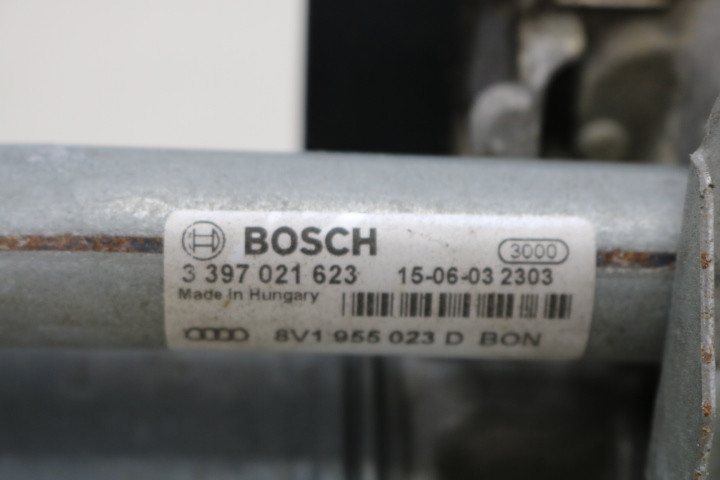 BOSCH 3000
3 397 021 623 15-06-03 2303
Made in Hungary
8V1 955 023 D BON